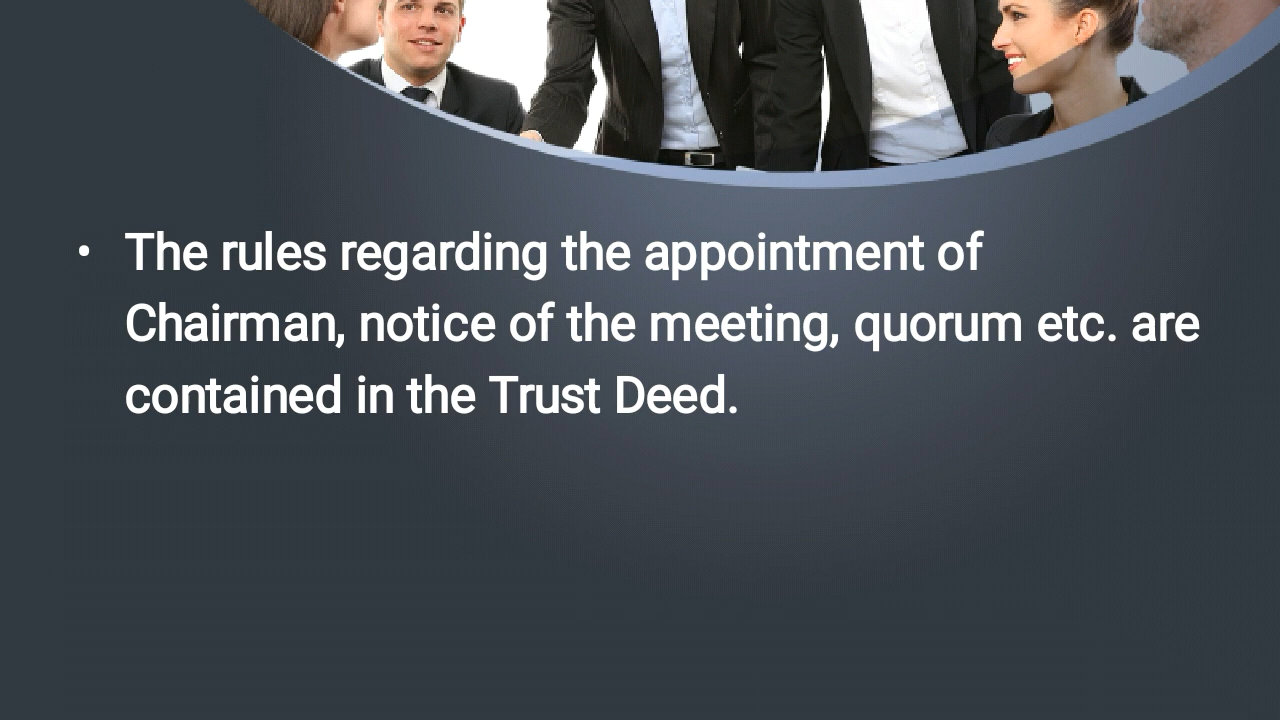 • The rules regarding the appointment of
Chairman, notice of the meeting, quorum etc. are
contained in the Trust Deed.